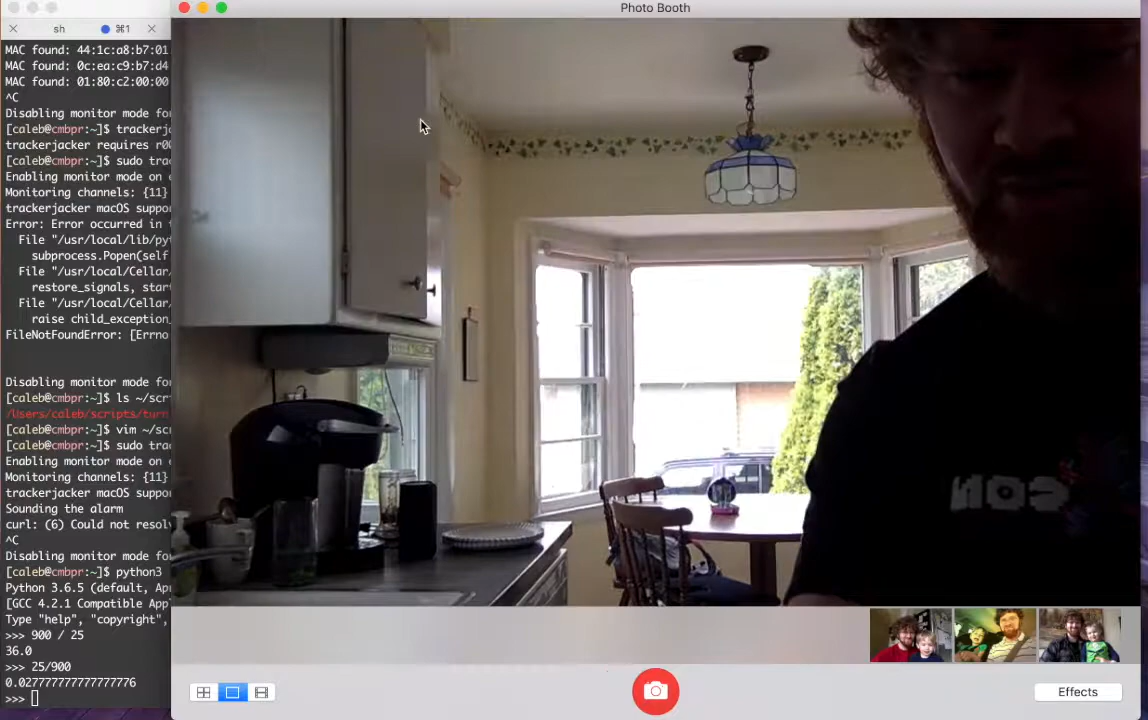 Photo Booth
sh
⌘1
MAC found: 44:1c:a8:b7:01
MAC found: 0c:ea:c9:b7:d4
MAC found: 01:80:c2:00:00
^C
Disabling monitor mode fo
[caleb@cmbpr:~]$ trackerj
trackerjacker requires r00
[caleb@cmbpr:~]$ sudo tra
Enabling monitor mode on
Monitoring channels: {11}
trackerjacker macOS suppo
Error: Error occurred in
File "/usr/local/lib/pyt
subprocess.Popen(self
File "/usr/local/Cellar/
restore_signals, star
File "/usr/local/Cellar/
raise child_exception_
FileNotFoundError: [Errno
Disabling monitor mode fo
[caleb@cmbpr:~]$ ls ~/scr
/Users/caleb/scripts/turn
[caleb@cmbpr:~]$ vim ~/sc
[caleb@cmbpr:~]$ sudo tra
Enabling monitor mode on
Monitoring channels: {11}
trackerjacker macOS suppo
Sounding the alarm
curl: (6) Could not resol
^C
Disabling monitor mode fo
[caleb@cmbpr:~]$ python3
Python 3.6.5 (default, Ap
[GCC 4.2.1 Compatible App
Type "help", "copyright",
>>> 900 / 25
36.0
>>> 25/900
0.027777777777777776
>>>
Effects